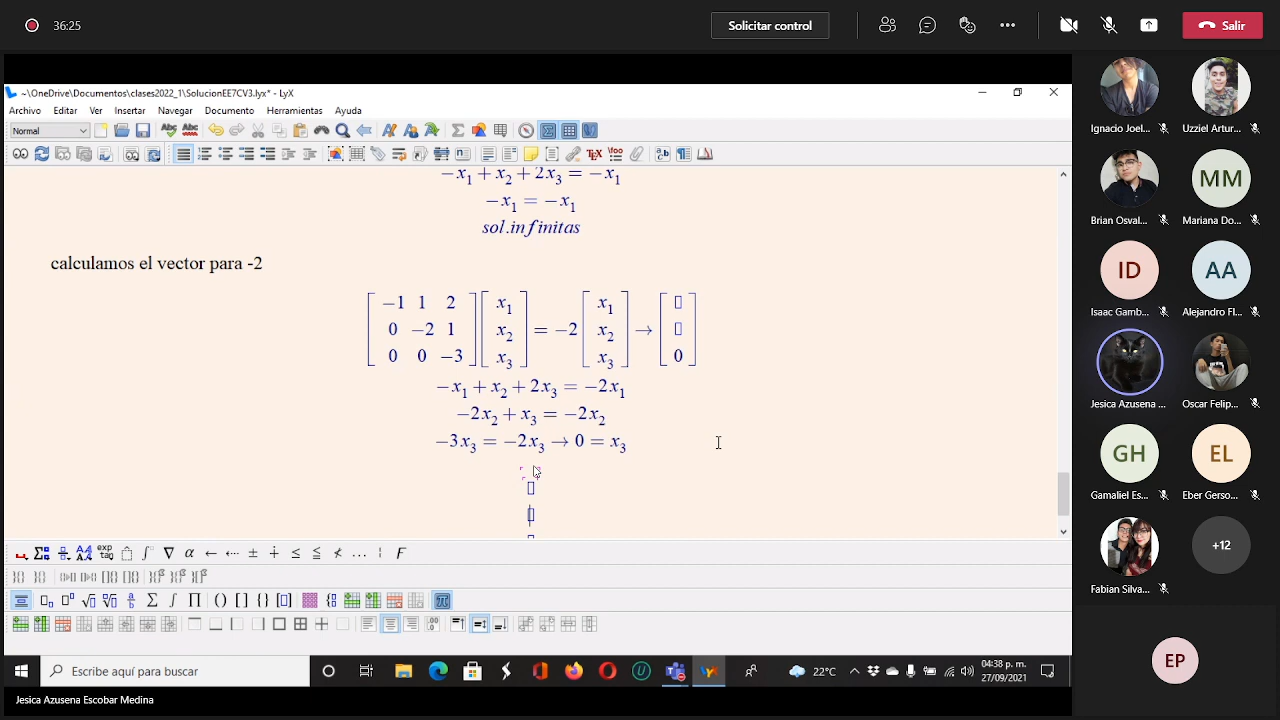 36:25
Solicitar control
Salir
~\OneDrive\Documentos\clases2022_1\SolucionEE7CV3.lyx* - LyX
Archivo Editar Ver Insertar Navegar Documento Herramientas Ayuda
Normal
−x₁ + x₂ + 2x₃ = −x₁
−x₁ = −x₁
sol.infinitas
calculamos el vector para -2
[ −1 1 2 ] [ x₁ ] [ x₁ ] [ ▯ ]
[ 0 −2 1 ] [ x₂ ] = −2 [ x₂ ] → [ ▯ ]
[ 0 0 −3 ] [ x₃ ] [ x₃ ] [ 0 ]
−x₁ + x₂ + 2x₃ = −2x₁
−2x₂ + x₃ = −2x₂
−3x₃ = −2x₃ → 0 = x₃
Ignacio Joel...
Uzziel Artur...
MM
Brian Osval...
Mariana Do...
ID
AA
Isaac Gamb...
Alejandro Fl...
Jesica Azusena ...
Oscar Felip...
GH
EL
Gamaliel Es...
Eber Gerso...
+12
Fabian Silva...
EP
Escribe aquí para buscar
22°C
04:38 p. m.
27/09/2021
Jesica Azusena Escobar Medina